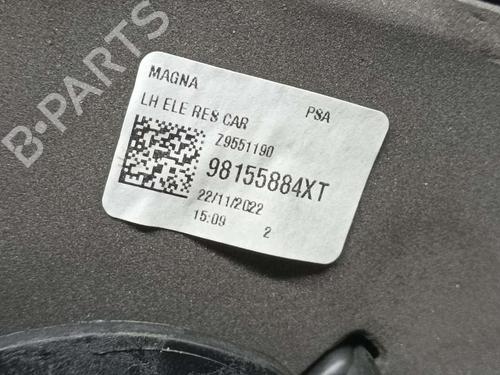 B-PARTS
MAGNA PSA
LH ELE RES CAR
Z9551190
98155884XT
22/11/2022
15:09 2